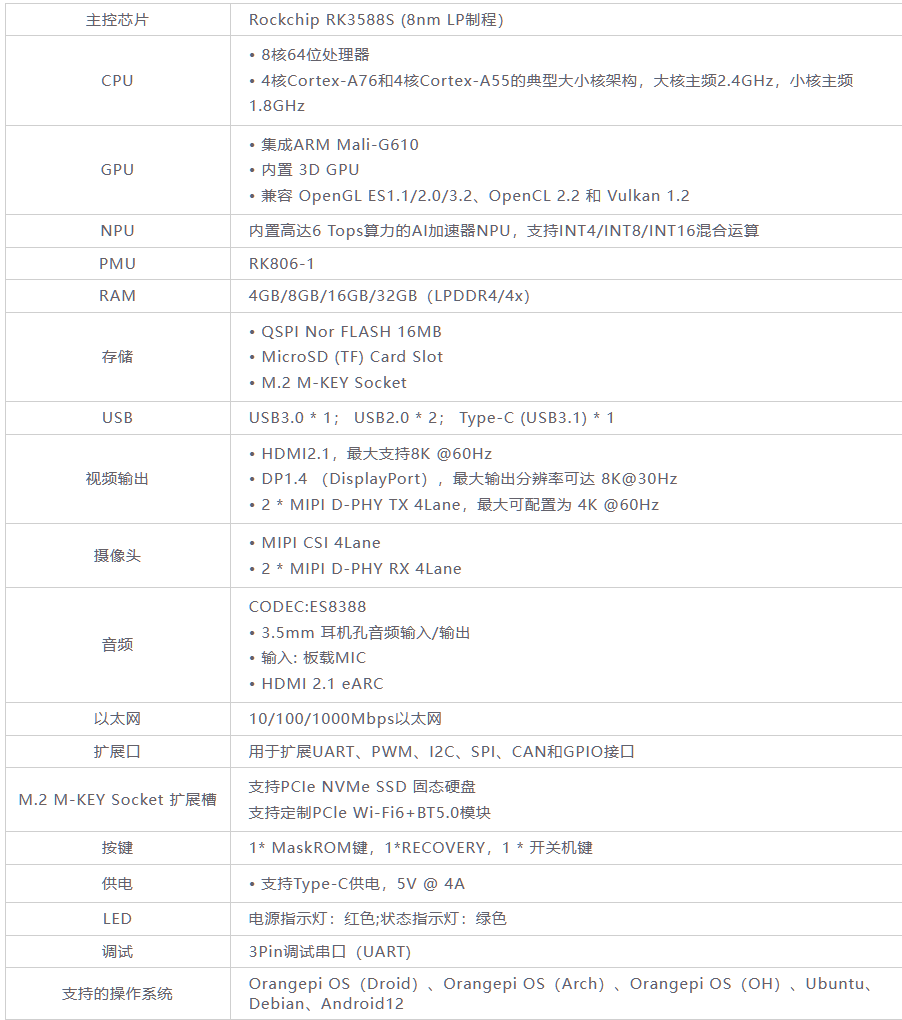 主控芯片
Rockchip RK3588S (8nm LP制程)
CPU
• 8核64位处理器
• 4核Cortex-A76和4核Cortex-A55的典型大小核架构，大核主频2.4GHz，小核主频
1.8GHz
GPU
• 集成ARM Mali-G610
• 内置 3D GPU
• 兼容 OpenGL ES1.1/2.0/3.2、OpenCL 2.2 和 Vulkan 1.2
NPU
内置高达6 Tops算力的AI加速器NPU，支持INT4/INT8/INT16混合运算
PMU
RK806-1
RAM
4GB/8GB/16GB/32GB（LPDDR4/4x）
存储
• QSPI Nor FLASH 16MB
• MicroSD (TF) Card Slot
• M.2 M-KEY Socket
USB
USB3.0 * 1； USB2.0 * 2； Type-C (USB3.1) * 1
视频输出
• HDMI2.1，最大支持8K @60Hz
• DP1.4 （DisplayPort），最大输出分辨率可达 8K@30Hz
• 2 * MIPI D-PHY TX 4Lane，最大可配置为 4K @60Hz
摄像头
• MIPI CSI 4Lane
• 2 * MIPI D-PHY RX 4Lane
音频
CODEC:ES8388
• 3.5mm 耳机孔音频输入/输出
• 输入: 板载MIC
• HDMI 2.1 eARC
以太网
10/100/1000Mbps以太网
扩展口
用于扩展UART、PWM、I2C、SPI、CAN和GPIO接口
M.2 M-KEY Socket 扩展槽
支持PCIe NVMe SSD 固态硬盘
支持定制PCle Wi-Fi6+BT5.0模块
按键
1* MaskROM键，1*RECOVERY，1 * 开关机键
供电
• 支持Type-C供电，5V @ 4A
LED
电源指示灯：红色;状态指示灯：绿色
调试
3Pin调试串口（UART)
支持的操作系统
Orangepi OS（Droid）、Orangepi OS（Arch）、Orangepi OS（OH）、Ubuntu、
Debian、Android12